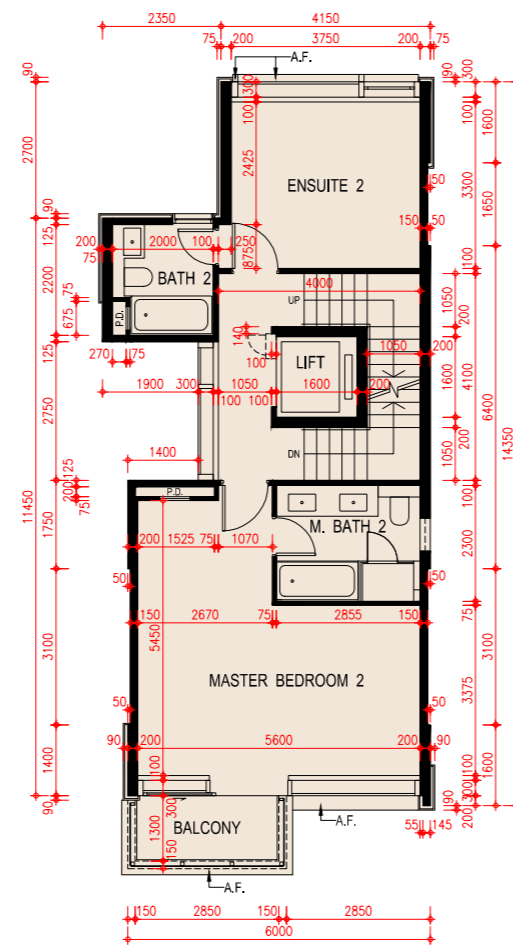 2350 4150
75 200 3750 200 75
A.F.
90 300 90 300
100 100
2700 2425 1600
ENSUITE 2
3300
50
1650
90
125
200 2000 100 250 150 50
75
875 100
BATH 2
2200 75
675
P.D.
4000
UP
1050
140
200
125
270 75
100
LIFT
1050 200
1900 300 1050 1600 200
100 100
1600 4100 6400
2750
1400
200
1050
DN
14350
11450
125
200
75
P.D.
100
1750
200 1525 75 1070
M. BATH 2
2300
50 50
150 2670 75 2855 150
75
5450
3100 3100
MASTER BEDROOM 2
3375
50 50
90 200 5600 200 90
1400
100 100
1600
90
300 300
90
200
1300
BALCONY
A.F.
55 145
150
A.F.
150 2850 150 2850
6000